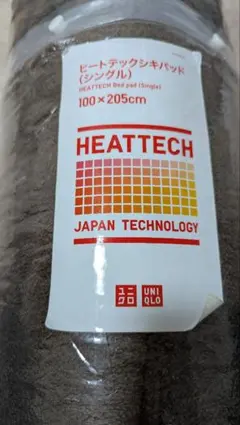 ヒートテックシキパッド
(シングル)
HEATTECH Bed pad (Single)
100×205cm
HEATTECH
JAPAN TECHNOLOGY
ユニ
クロ
UNI
QLO